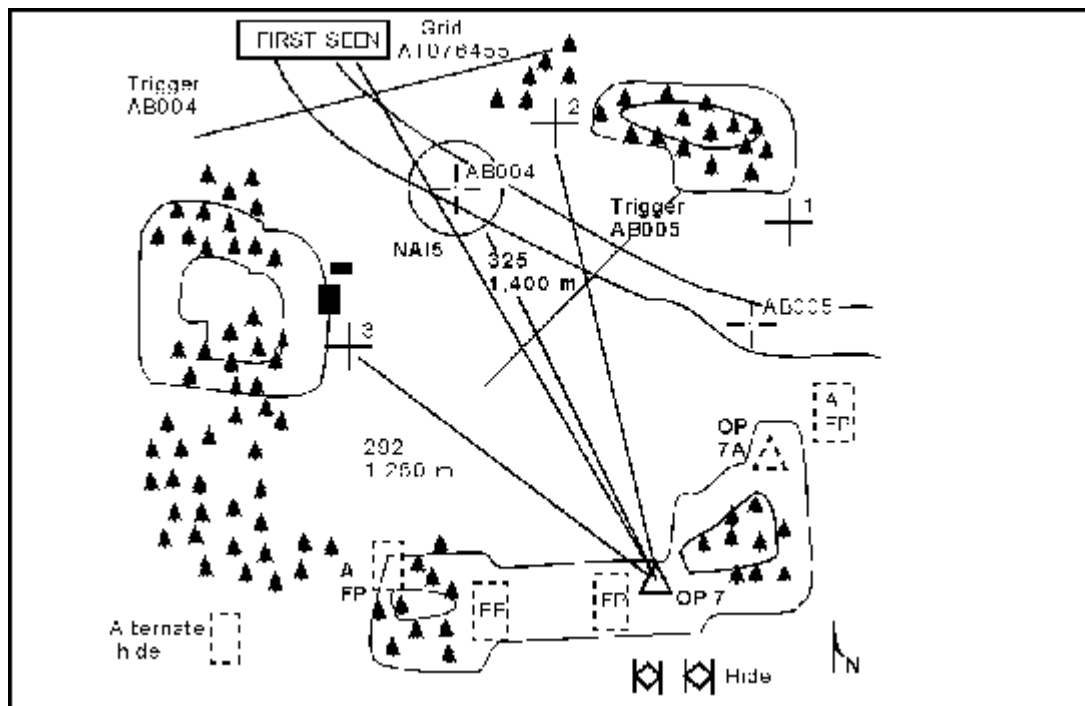 FIRST SEEN
Grid
AT076455
Trigger
AB004
2
AB004
1
Trigger
AB005
NAI5
325
1,400 m
AB005
3
A
FP
OP
7A
292
1 250 m
A
FP
FP
FP
OP 7
Alternate
hide
Hide
N